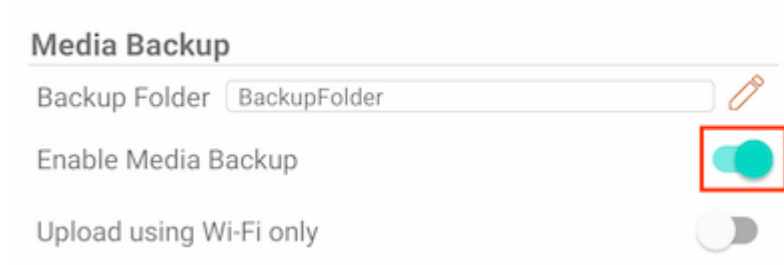 Media Backup
Backup Folder BackupFolder
Enable Media Backup
Upload using Wi-Fi only